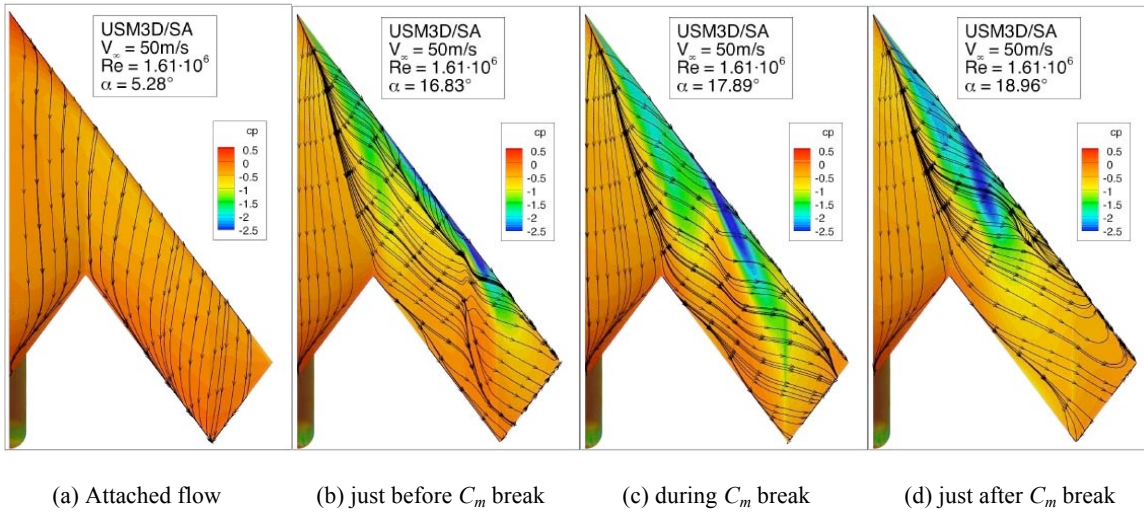 USM3D/SA
V∞ = 50m/s
Re = 1.61·10⁶
α = 5.28°
cp
0.5
-0.5
-1
-1.5
-2
-2.5
USM3D/SA
V∞ = 50m/s
Re = 1.61·10⁶
α = 16.83°
cp
0.5
-0.5
-1
-1.5
-2
-2.5
USM3D/SA
V∞ = 50m/s
Re = 1.61·10⁶
α = 17.89°
cp
0.5
-0.5
-1
-1.5
-2
-2.5
USM3D/SA
V∞ = 50m/s
Re = 1.61·10⁶
α = 18.96°
cp
0.5
-0.5
-1
-1.5
-2
-2.5
(a) Attached flow
(b) just before Cm break
(c) during Cm break
(d) just after Cm break